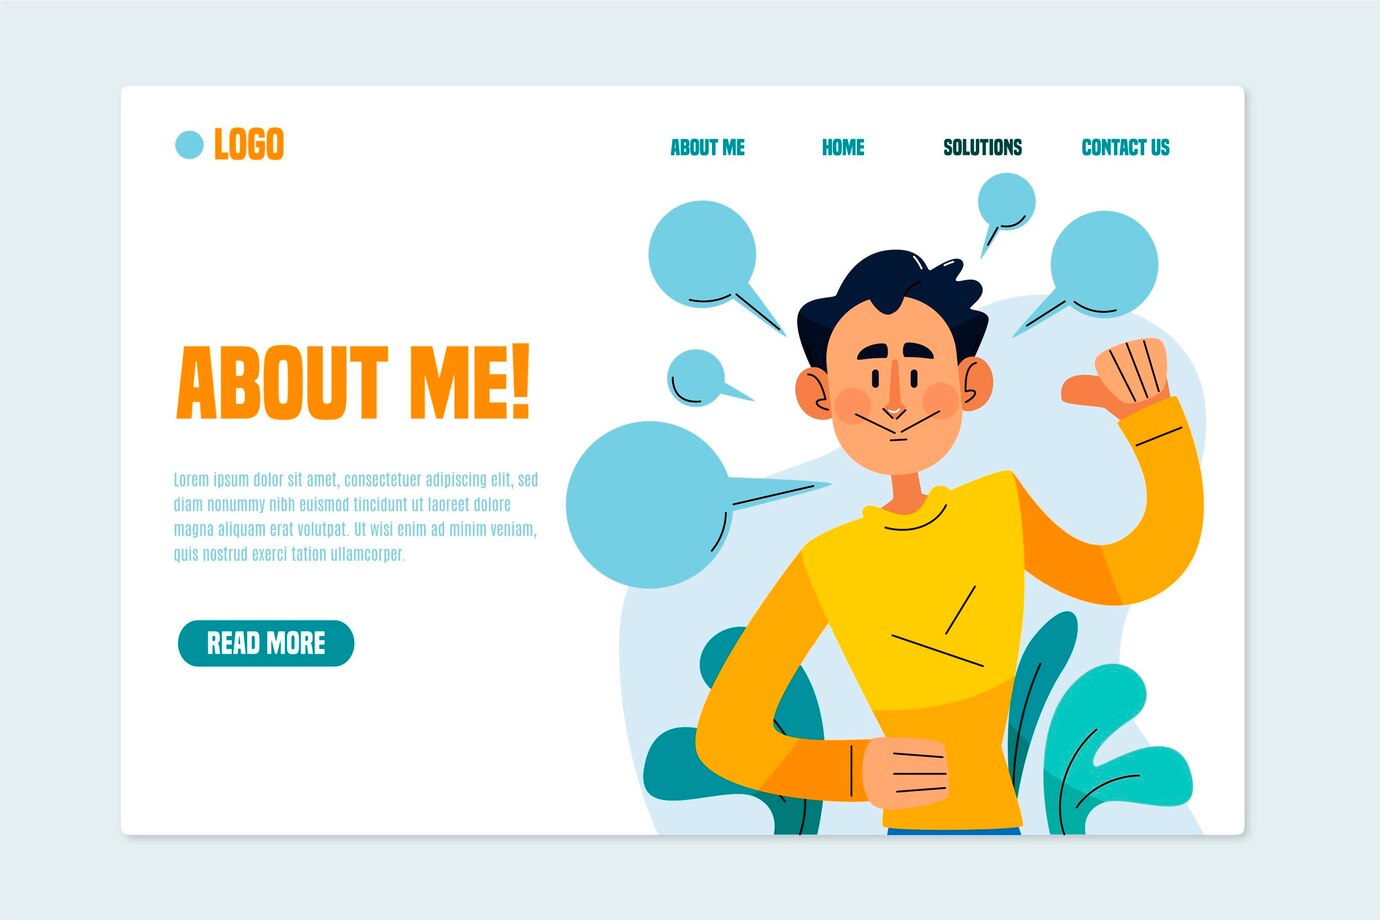 LOGO
ABOUT ME
HOME
SOLUTIONS
CONTACT US
ABOUT ME!
Lorem ipsum dolor sit amet, consectetuer adipiscing elit, sed
diam nonummy nibh euismod tincidunt ut laoreet dolore
magna aliquam erat volutpat. Ut wisi enim ad minim veniam,
quis nostrud exerci tation ullamcorper.
READ MORE